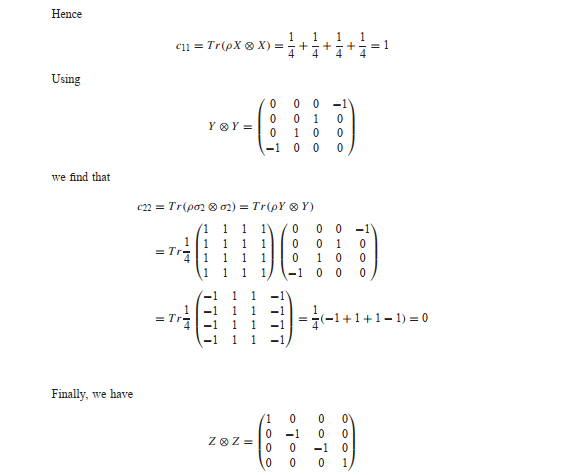 Hence
c11 = Tr(ρX ⊗ X) = 1/4 + 1/4 + 1/4 + 1/4 = 1
Using
Y ⊗ Y = ( 0 0 0 −1
0 0 1 0
0 1 0 0
−1 0 0 0 )
we find that
c22 = Tr(ρσ2 ⊗ σ2) = Tr(ρY ⊗ Y)
= Tr 1/4 ( 1 1 1 1 ) ( 0 0 0 −1 )
1 1 1 1 0 0 1 0
1 1 1 1 0 1 0 0
1 1 1 1 −1 0 0 0
= Tr 1/4 ( −1 1 1 −1
−1 1 1 −1
−1 1 1 −1
−1 1 1 −1 ) = 1/4 (−1 + 1 + 1 − 1) = 0
Finally, we have
Z ⊗ Z = ( 1 0 0 0
0 −1 0 0
0 0 −1 0
0 0 0 1 )